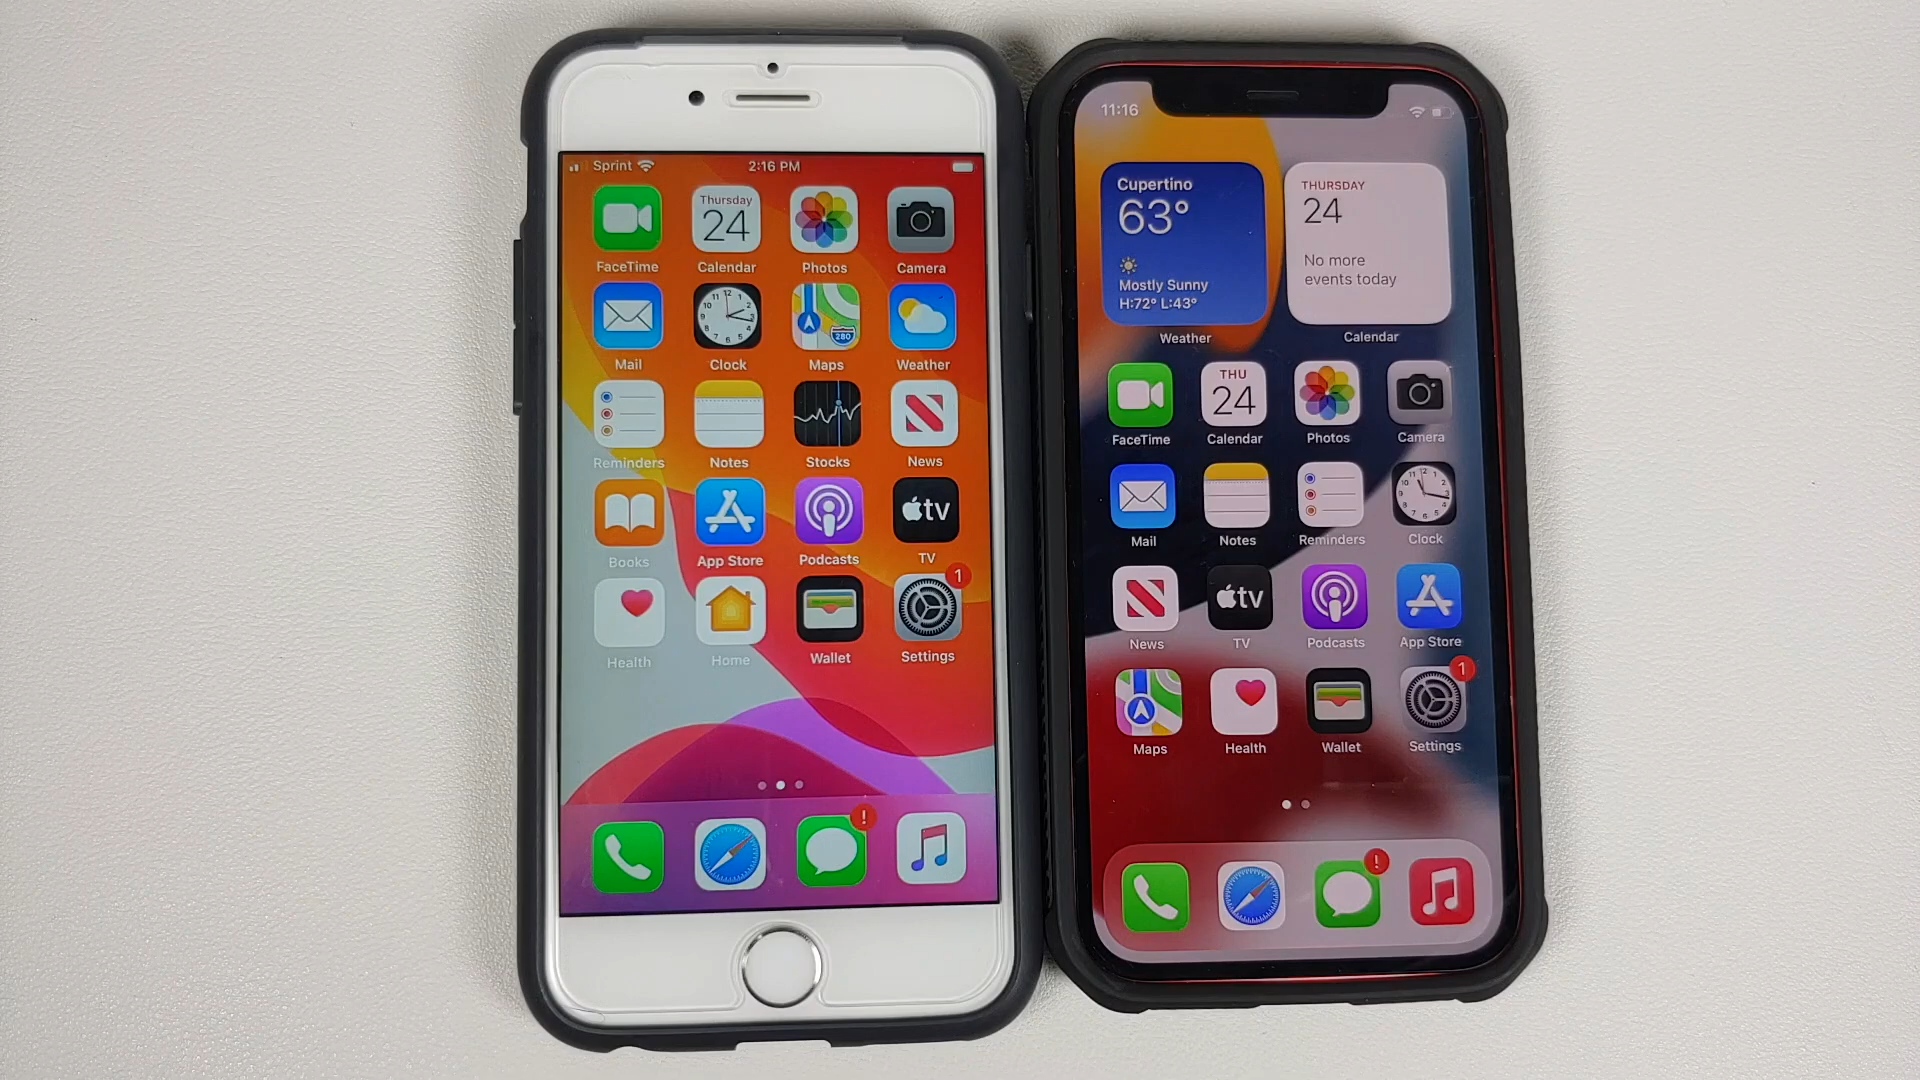 Sprint 2:16 PM
Thursday
24
FaceTime Calendar Photos Camera
280
Mail Clock Maps Weather
Reminders Notes Stocks News
tv
Books App Store Podcasts TV
1
Health Home Wallet Settings
!
11:16
Cupertino
63°
Mostly Sunny
H:72° L:43°
Weather
THURSDAY
24
No more
events today
Calendar
THU
24
FaceTime Calendar Photos Camera
Mail Notes Reminders Clock
tv
News TV Podcasts App Store
1
Maps Health Wallet Settings
!